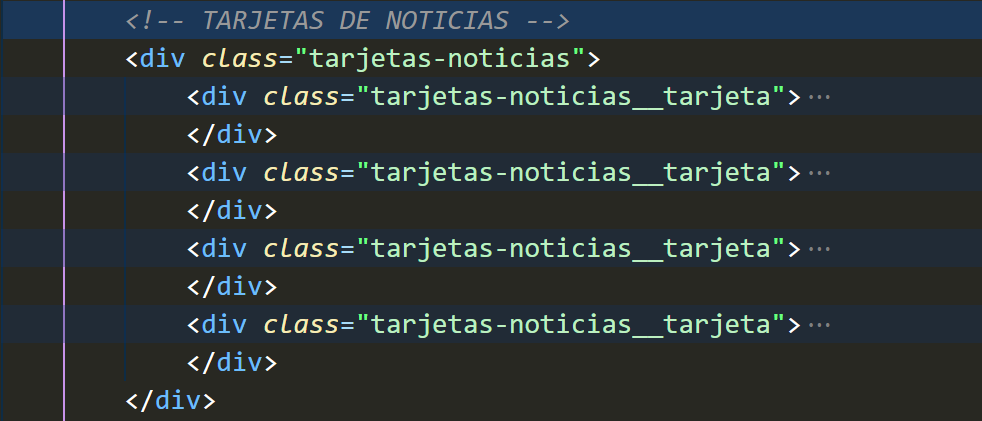 <!-- TARJETAS DE NOTICIAS -->
<div class="tarjetas-noticias">
<div class="tarjetas-noticias__tarjeta">···
</div>
<div class="tarjetas-noticias__tarjeta">···
</div>
<div class="tarjetas-noticias__tarjeta">···
</div>
<div class="tarjetas-noticias__tarjeta">···
</div>
</div>